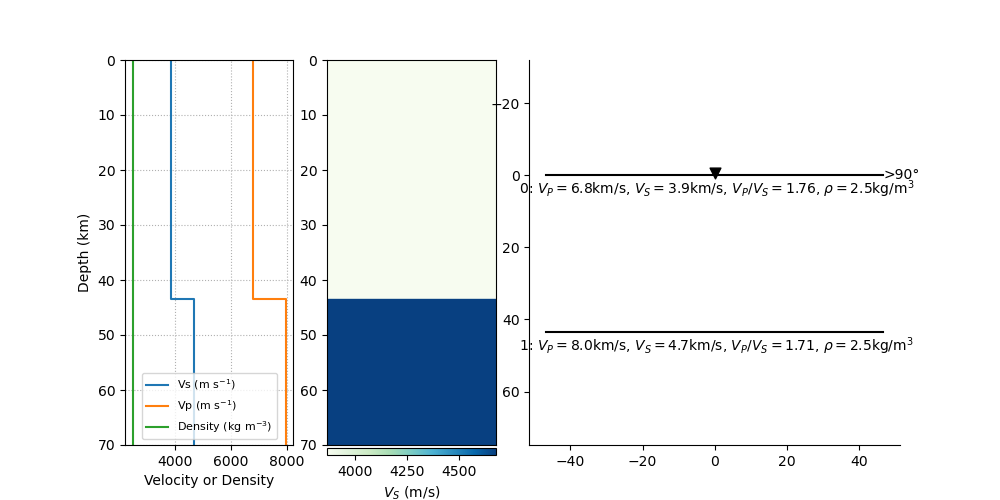 0
10
20
30
40
50
60
70
Depth (km)
4000 6000 8000
Velocity or Density
Vs (m s⁻¹)
Vp (m s⁻¹)
Density (kg m⁻³)
0
10
20
30
40
50
60
70
4000 4250 4500
V_S (m/s)
−20
0
20
40
60
>90°
0: V_P = 6.8km/s, V_S = 3.9km/s, V_P/V_S = 1.76, ρ = 2.5kg/m³
1: V_P = 8.0km/s, V_S = 4.7km/s, V_P/V_S = 1.71, ρ = 2.5kg/m³
−40 −20 0 20 40